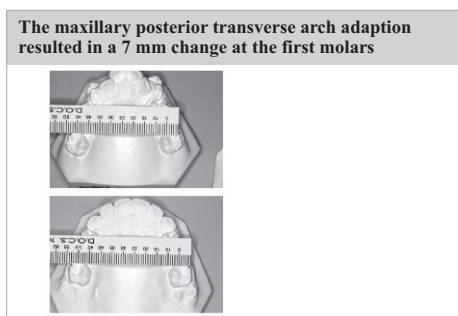 The maxillary posterior transverse arch adaption
resulted in a 7 mm change at the first molars
D.O.C.S
D.O.C.S.